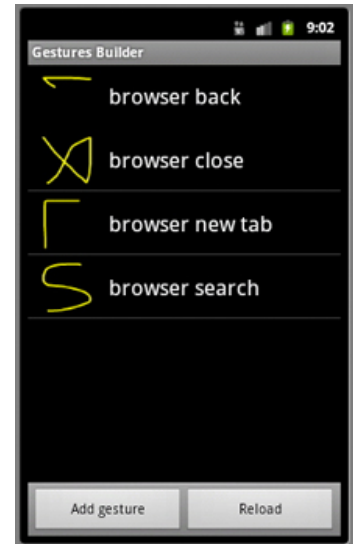 9:02
Gestures Builder
browser back
browser close
browser new tab
browser search
Add gesture
Reload